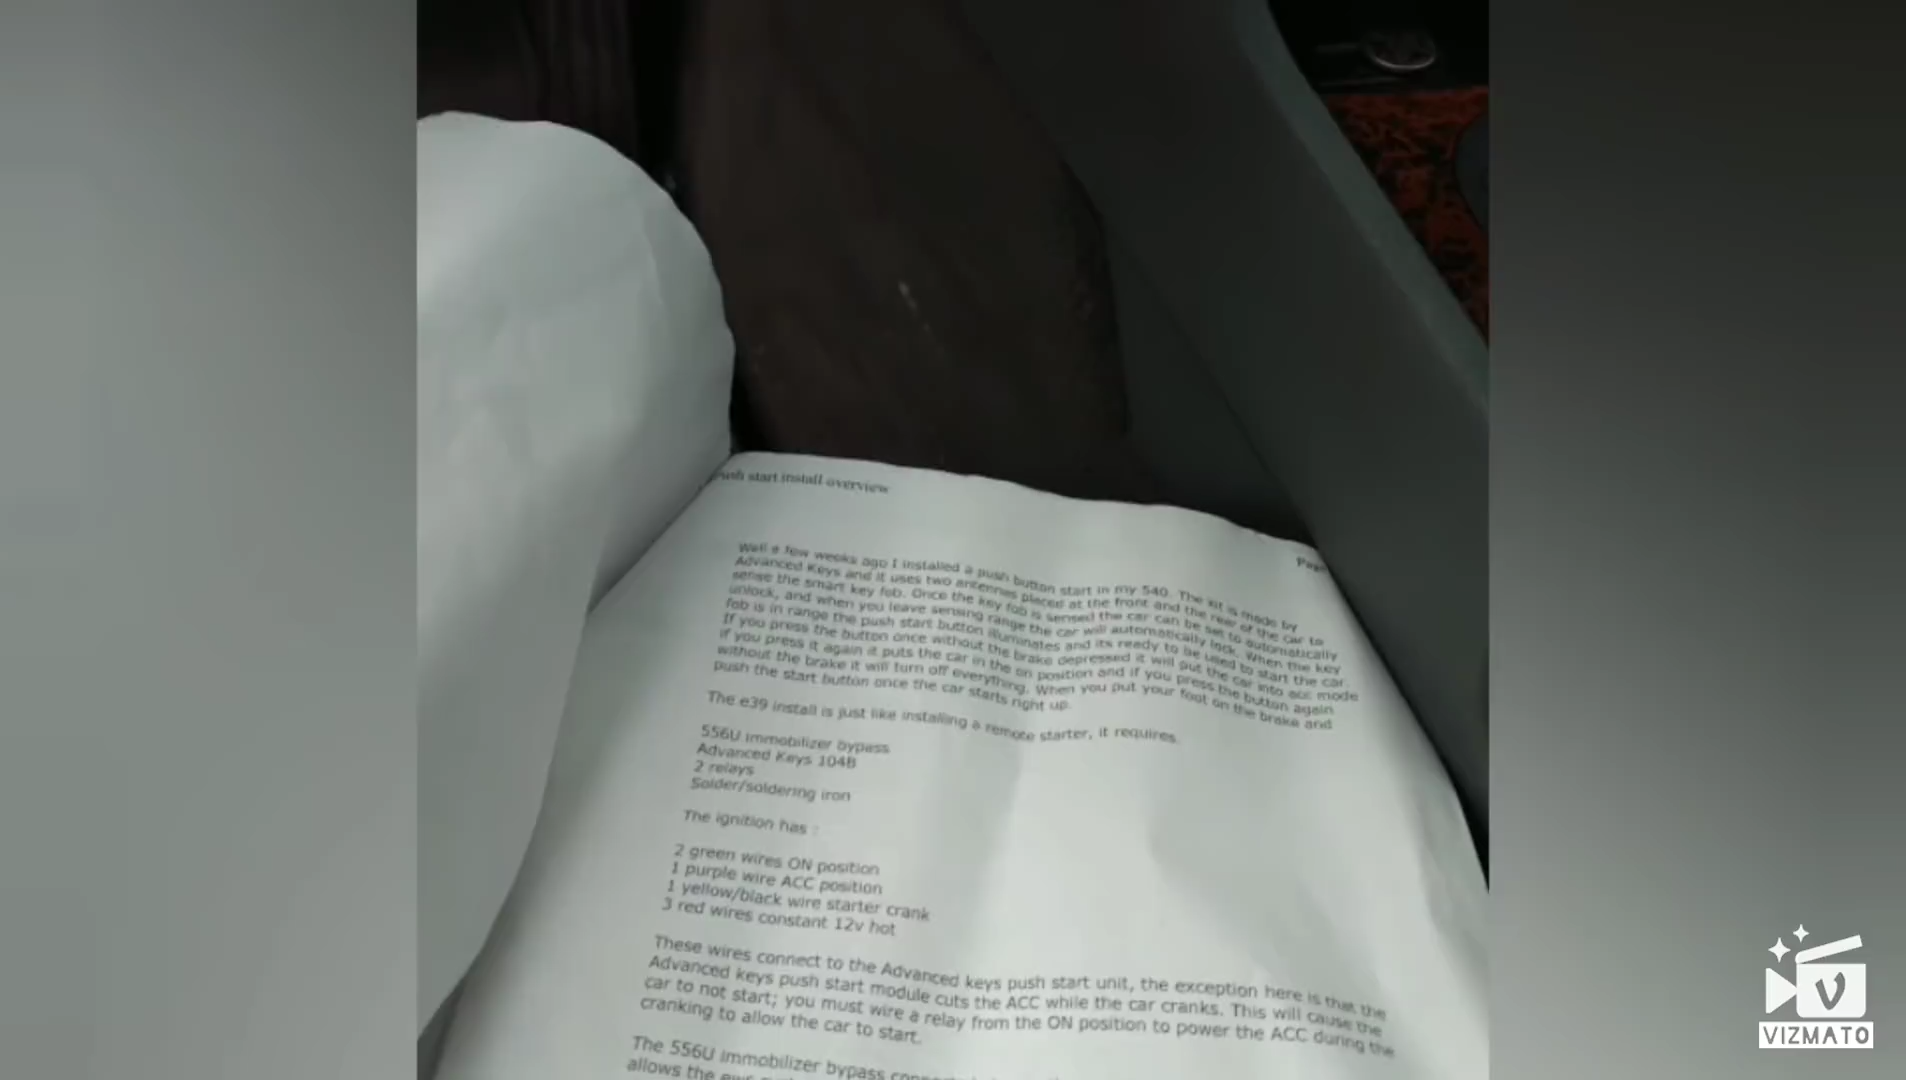 push start install overview
Page
Well a few weeks ago I installed a push button start in my 540. The kit is made by
Advanced Keys and it uses two antennas placed at the front and the rear of the car to
sense the smart key fob. Once the key fob is sensed the car can be set to automatically
unlock, and when you leave sensing range the car will automatically lock. When the key
fob is in range the push start button illuminates and its ready to be used to start the car.
If you press the button once without the brake depressed it will put the car into acc mode
if you press it again it puts the car in the on position and if you press the button again
without the brake it will turn off everything. When you put your foot on the brake and
push the start button once the car starts right up.
The e39 install is just like installing a remote starter, it requires.
556U immobilizer bypass
Advanced Keys 104B
2 relays
Solder/soldering iron
The ignition has :
2 green wires ON position
1 purple wire ACC position
1 yellow/black wire starter crank
3 red wires constant 12v hot
These wires connect to the Advanced keys push start unit, the exception here is that the
Advanced keys push start module cuts the ACC while the car cranks. This will cause the
car to not start; you must wire a relay from the ON position to power the ACC during the
cranking to allow the car to start.
The 556U immobilizer bypass
allows the
VIZMATO